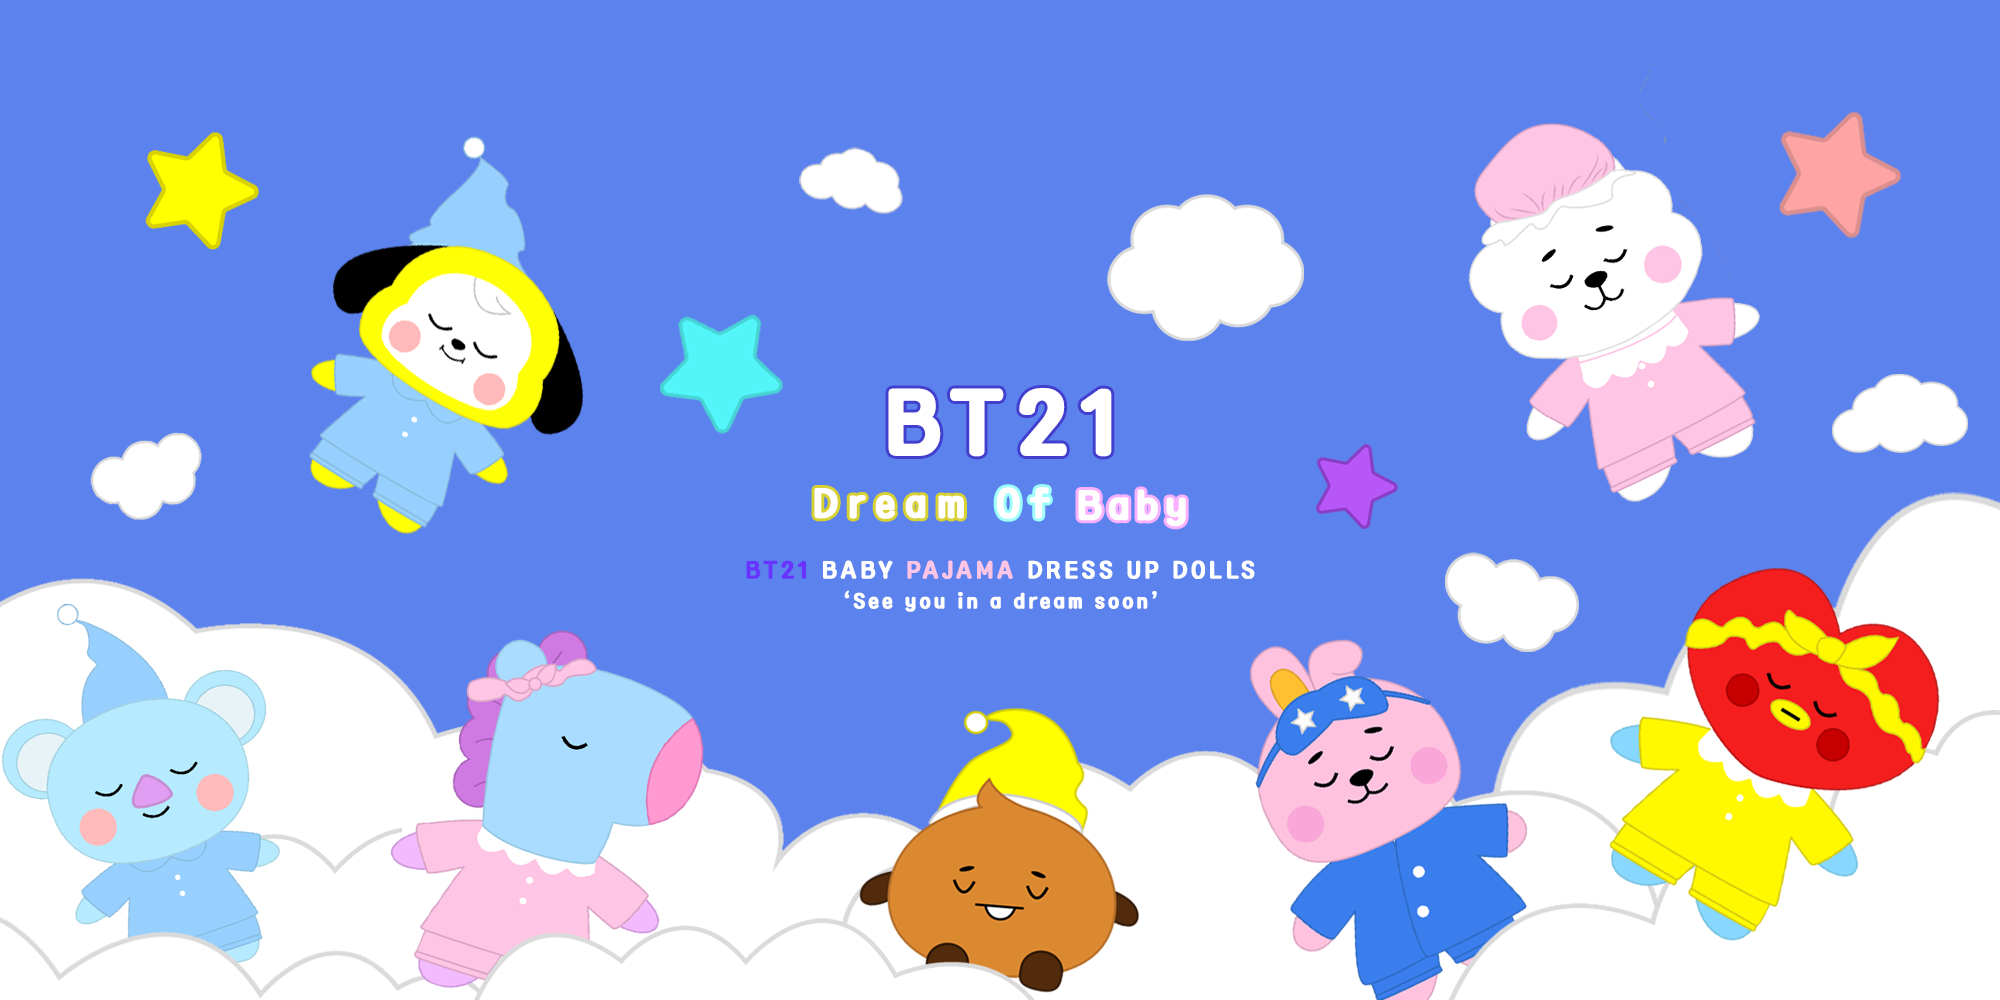 BT21
Dream Of Baby
BT21 BABY PAJAMA DRESS UP DOLLS
‘See you in a dream soon’